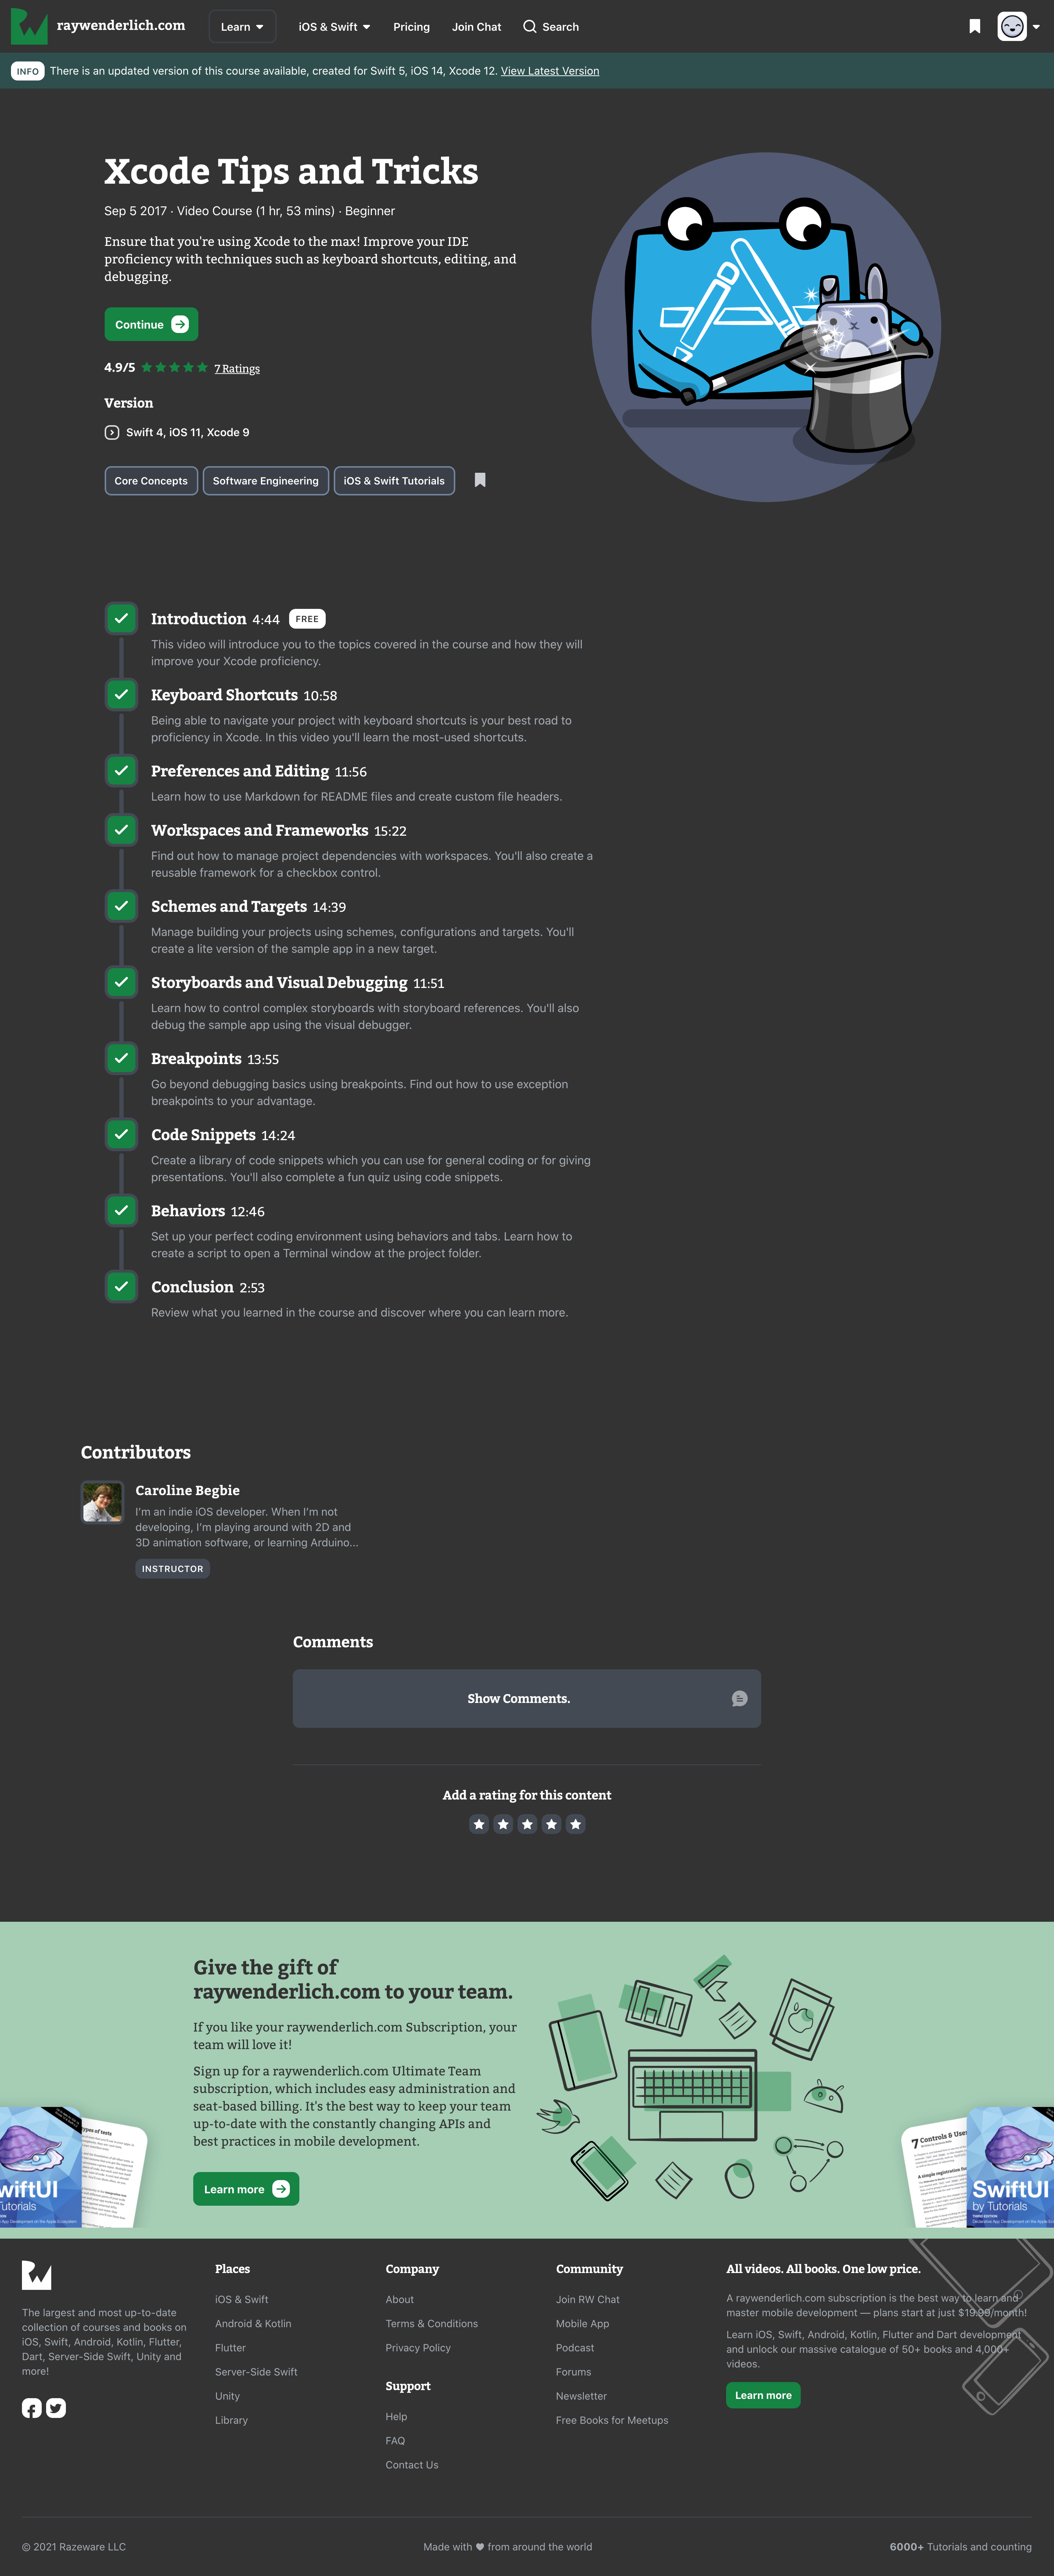 raywenderlich.com
Learn
iOS & Swift
Pricing
Join Chat
Search
INFO There is an updated version of this course available, created for Swift 5, iOS 14, Xcode 12. View Latest Version
Xcode Tips and Tricks
Sep 5 2017 · Video Course (1 hr, 53 mins) · Beginner
Ensure that you're using Xcode to the max! Improve your IDE
proficiency with techniques such as keyboard shortcuts, editing, and
debugging.
Continue
4.9/5 7 Ratings
Version
Swift 4, iOS 11, Xcode 9
Core Concepts
Software Engineering
iOS & Swift Tutorials
Introduction 4:44 FREE
This video will introduce you to the topics covered in the course and how they will
improve your Xcode proficiency.
Keyboard Shortcuts 10:58
Being able to navigate your project with keyboard shortcuts is your best road to
proficiency in Xcode. In this video you'll learn the most-used shortcuts.
Preferences and Editing 11:56
Learn how to use Markdown for README files and create custom file headers.
Workspaces and Frameworks 15:22
Find out how to manage project dependencies with workspaces. You'll also create a
reusable framework for a checkbox control.
Schemes and Targets 14:39
Manage building your projects using schemes, configurations and targets. You'll
create a lite version of the sample app in a new target.
Storyboards and Visual Debugging 11:51
Learn how to control complex storyboards with storyboard references. You'll also
debug the sample app using the visual debugger.
Breakpoints 13:55
Go beyond debugging basics using breakpoints. Find out how to use exception
breakpoints to your advantage.
Code Snippets 14:24
Create a library of code snippets which you can use for general coding or for giving
presentations. You'll also complete a fun quiz using code snippets.
Behaviors 12:46
Set up your perfect coding environment using behaviors and tabs. Learn how to
create a script to open a Terminal window at the project folder.
Conclusion 2:53
Review what you learned in the course and discover where you can learn more.
Contributors
Caroline Begbie
I'm an indie iOS developer. When I'm not
developing, I'm playing around with 2D and
3D animation software, or learning Arduino...
INSTRUCTOR
Comments
Show Comments.
Add a rating for this content
Give the gift of
raywenderlich.com to your team.
If you like your raywenderlich.com Subscription, your
team will love it!
Sign up for a raywenderlich.com Ultimate Team
subscription, which includes easy administration and
seat-based billing. It's the best way to keep your team
up-to-date with the constantly changing APIs and
best practices in mobile development.
Learn more
ypes of tests
wiftUI
Tutorials
7 Controls & User
SwiftUI
by Tutorials
Places
iOS & Swift
Android & Kotlin
Flutter
Server-Side Swift
Unity
Library
Company
About
Terms & Conditions
Privacy Policy
Support
Help
FAQ
Contact Us
Community
Join RW Chat
Mobile App
Podcast
Forums
Newsletter
Free Books for Meetups
All videos. All books. One low price.
A raywenderlich.com subscription is the best way to learn and
master mobile development — plans start at just $19.99/month!
Learn iOS, Swift, Android, Kotlin, Flutter and Dart development
and unlock our massive catalogue of 50+ books and 4,000+
videos.
Learn more
The largest and most up-to-date
collection of courses and books on
iOS, Swift, Android, Kotlin, Flutter,
Dart, Server-Side Swift, Unity and
more!
© 2021 Razeware LLC
Made with ♥ from around the world
6000+ Tutorials and counting